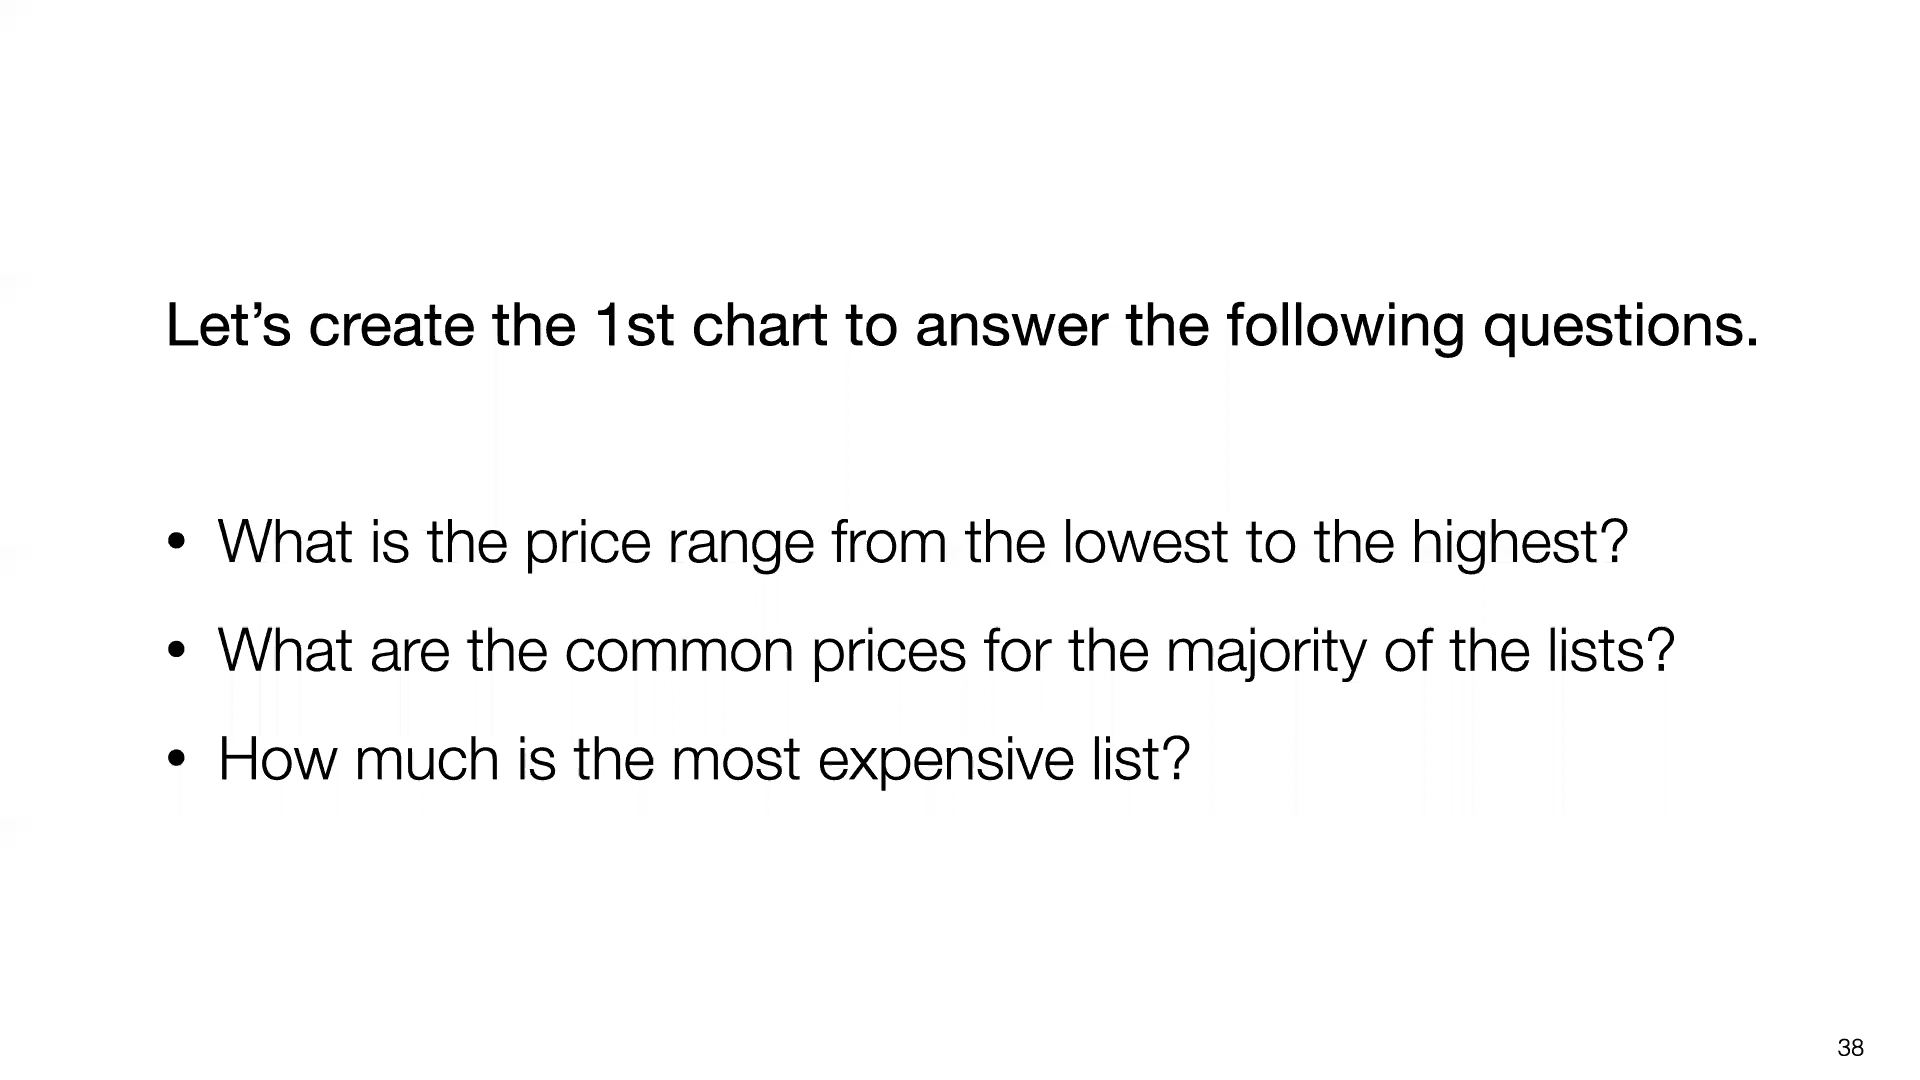 Let’s create the 1st chart to answer the following questions.
• What is the price range from the lowest to the highest?
• What are the common prices for the majority of the lists?
• How much is the most expensive list?
38